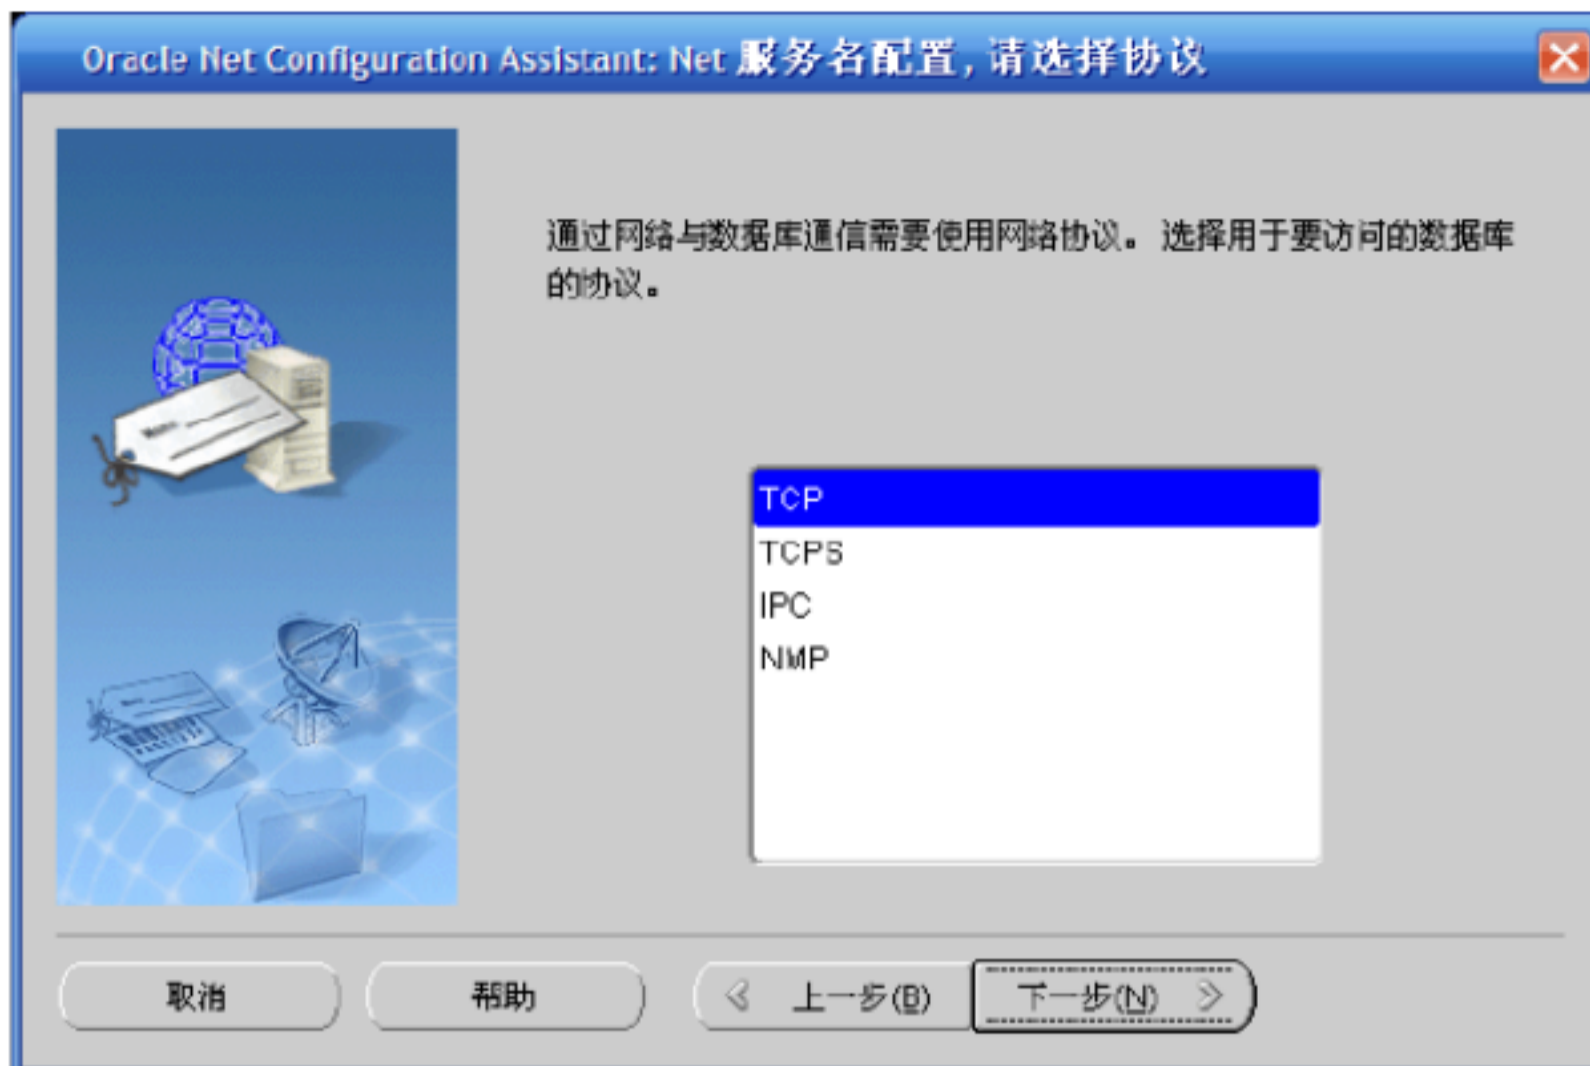 Oracle Net Configuration Assistant: Net 服务名配置, 请选择协议
通过网络与数据库通信需要使用网络协议。 选择用于要访问的数据库
的协议。
TCP
TCPS
IPC
NMP
取消
帮助
上一步(B)
下一步(N)